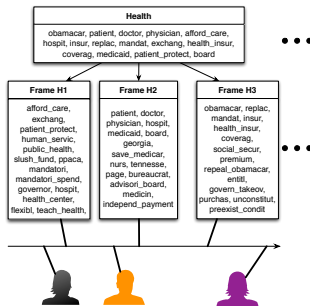 Health
obamacar, patient, doctor, physician, afford_care,
hospit, insur, replac, mandat, exchang, health_insur,
coverag, medicaid, patient_protect, board
Frame H1
afford_care,
exchang,
patient_protect,
human_servic,
public_health,
slush_fund, ppaca,
mandatori,
mandatori_spend,
governor, hospit,
health_center,
flexibl, teach_health,
Frame H2
patient, doctor,
physician, hospit,
medicaid, board,
georgia,
save_medicar,
nurs, tennesse,
page, bureaucrat,
advisori_board,
medicin,
independ_payment
Frame H3
obamacar, replac,
mandat, insur,
health_insur,
coverag,
social_secur,
premium,
repeal_obamacar,
entitl,
govern_takeov,
purchas, unconstitut,
preexist_condit